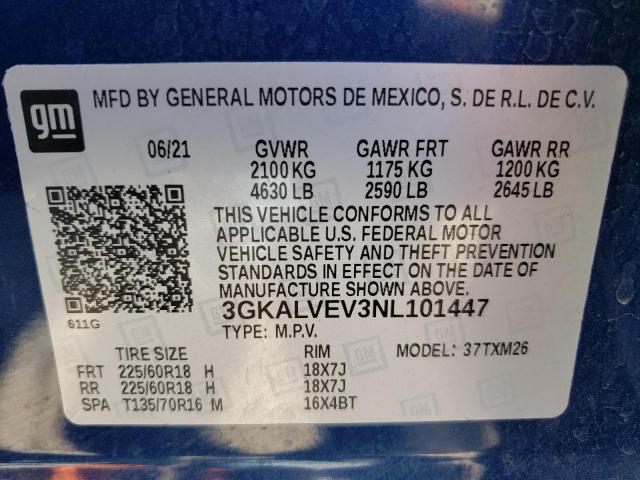 gm
MFD BY GENERAL MOTORS DE MEXICO, S. DE R.L. DE C.V.
06/21 GVWR GAWR FRT GAWR RR
2100 KG 1175 KG 1200 KG
4630 LB 2590 LB 2645 LB
THIS VEHICLE CONFORMS TO ALL
APPLICABLE U.S. FEDERAL MOTOR
VEHICLE SAFETY AND THEFT PREVENTION
STANDARDS IN EFFECT ON THE DATE OF
MANUFACTURE SHOWN ABOVE.
611G
3GKALVEV3NL101447
TYPE: M.P.V.
TIRE SIZE RIM MODEL: 37TXM26
FRT 225/60R18 H 18X7J
RR 225/60R18 H 18X7J
SPA T135/70R16 M 16X4BT